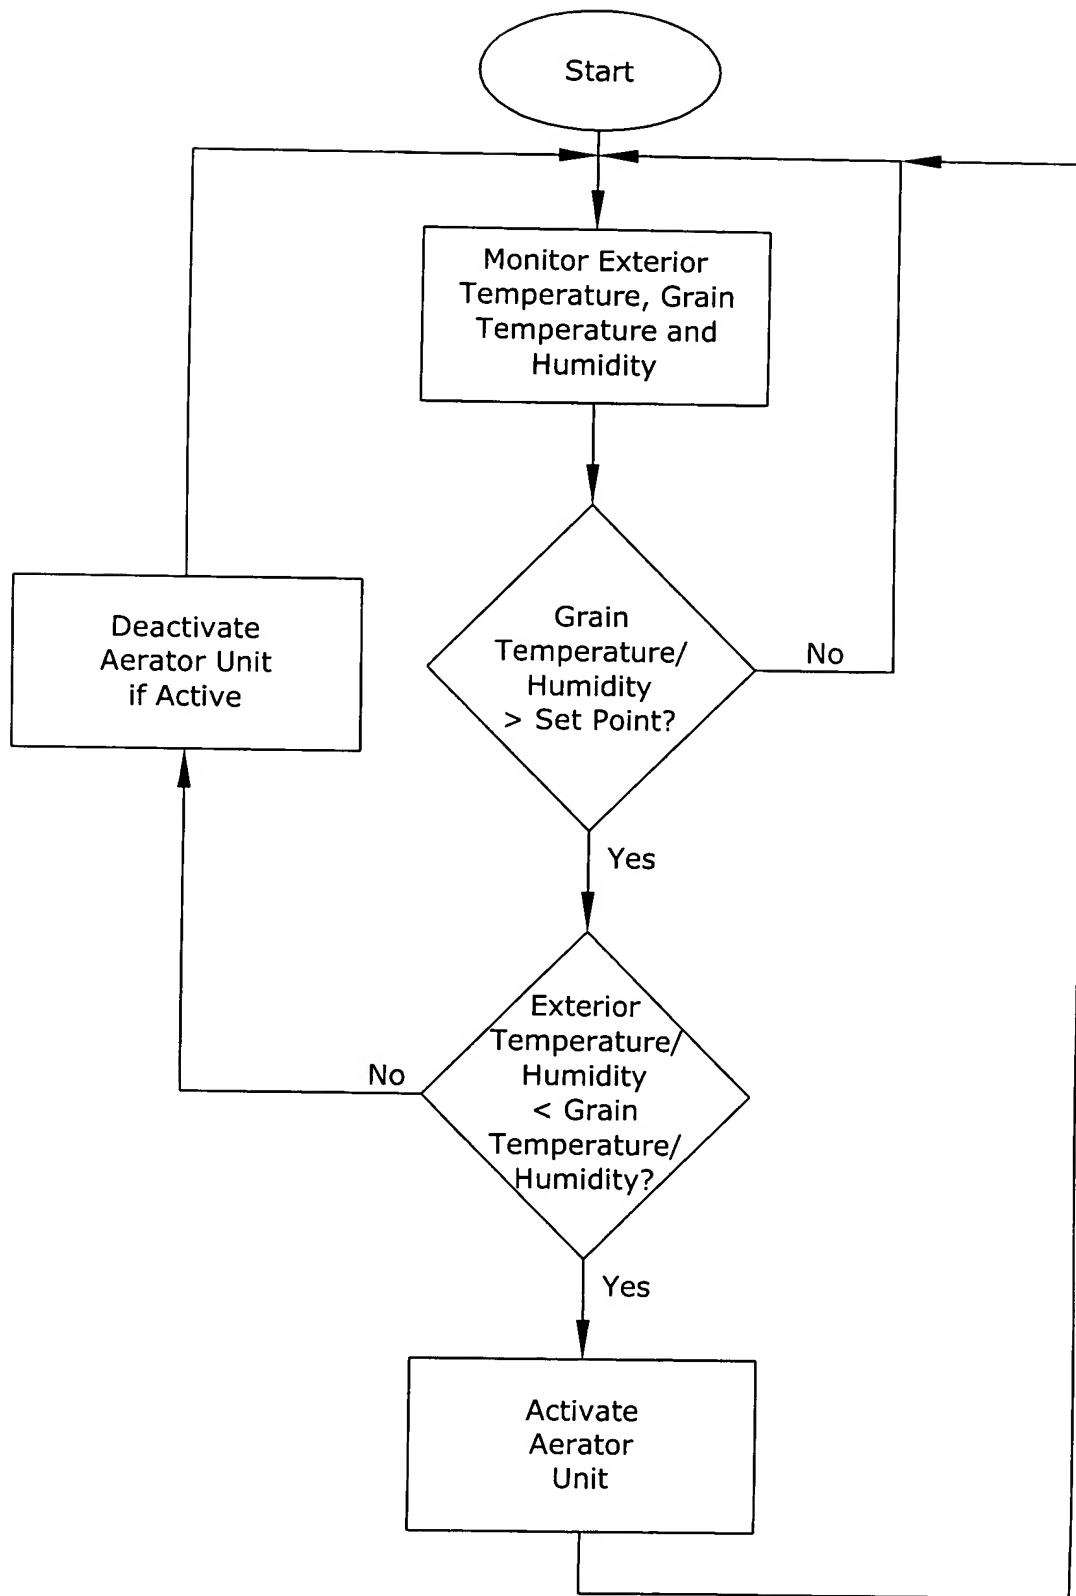 Start
Monitor Exterior
Temperature, Grain
Temperature and
Humidity
Grain
Temperature/
Humidity
> Set Point?
No
Deactivate
Aerator Unit
if Active
Yes
Exterior
Temperature/
Humidity
< Grain
Temperature/
Humidity?
No
Yes
Activate
Aerator
Unit